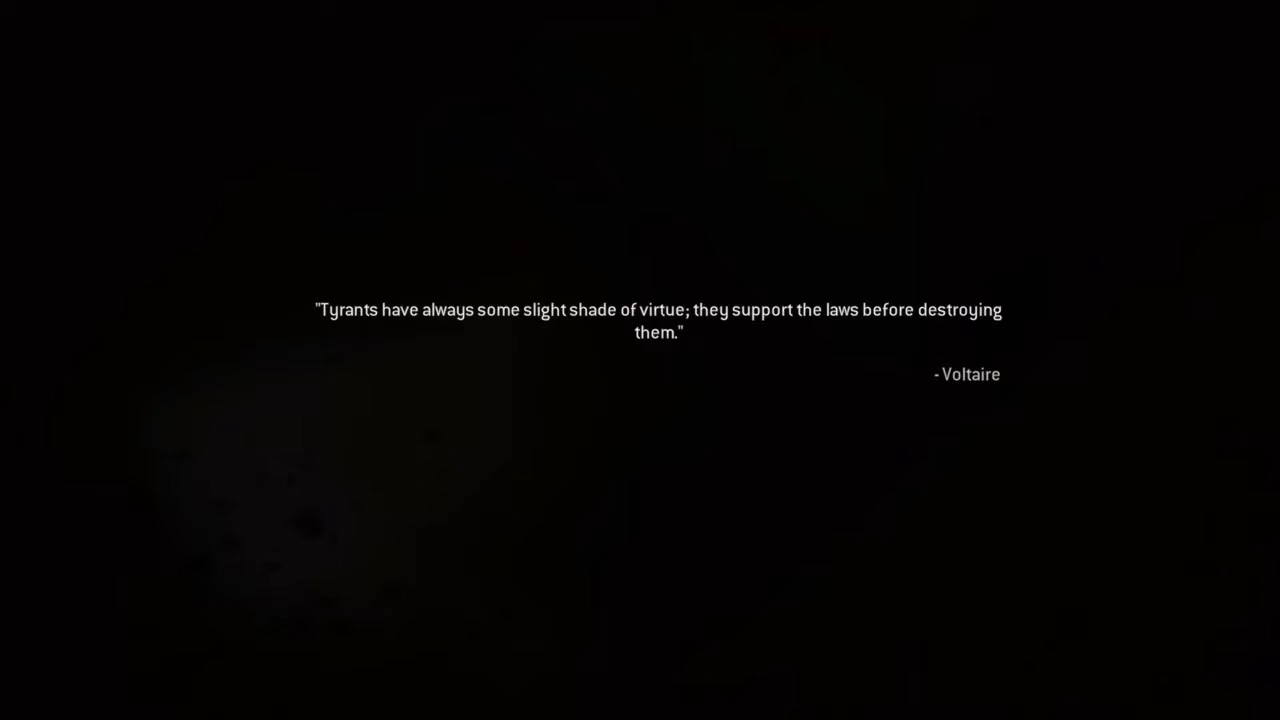 "Tyrants have always some slight shade of virtue; they support the laws before destroying
them."
- Voltaire